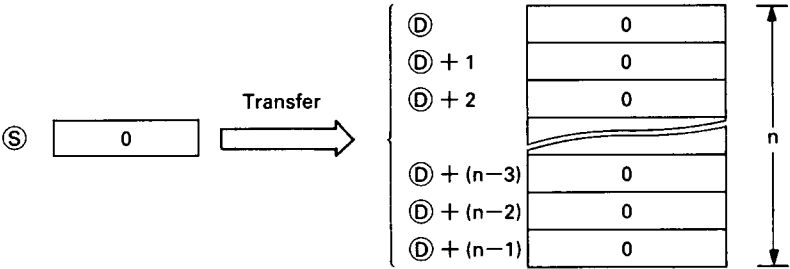 Ⓓ 0
Ⓓ + 1 0
Ⓓ + 2 0
Transfer
Ⓢ 0
n
Ⓓ + (n−3) 0
Ⓓ + (n−2) 0
Ⓓ + (n−1) 0